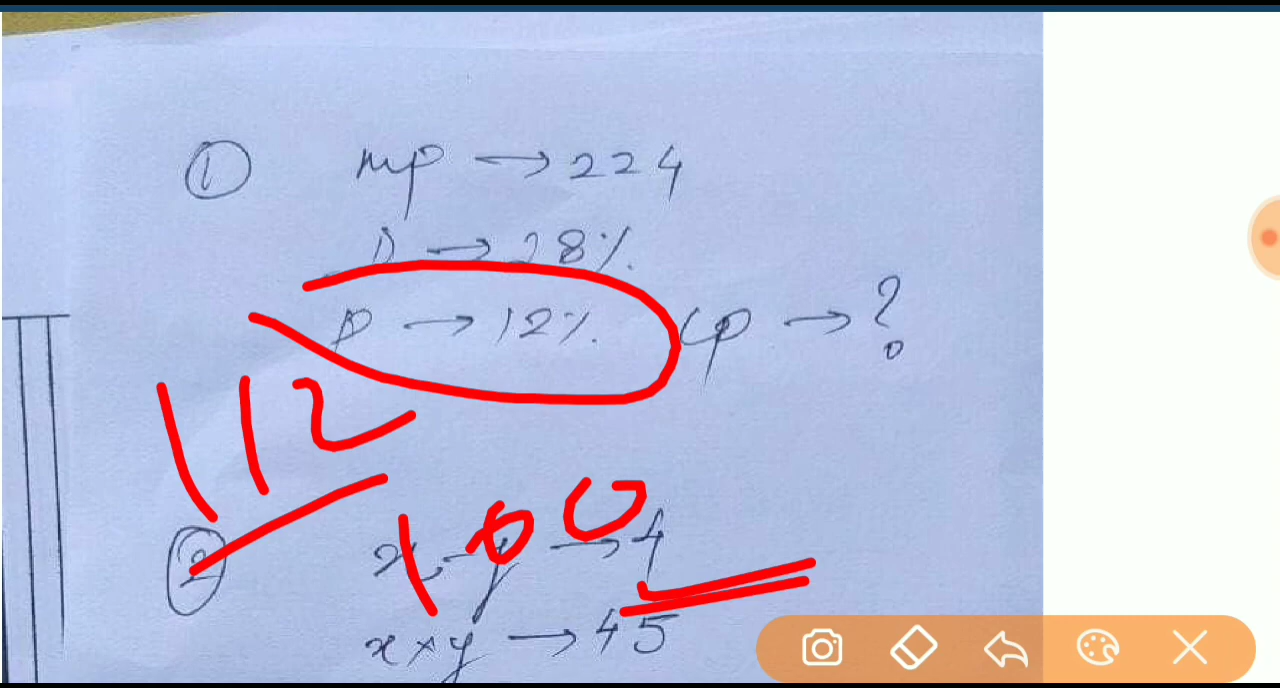 ① mp → 224
D → 28%.
P → 12%. Cp → ?
112
100
② x - y → 4
x × y → 45